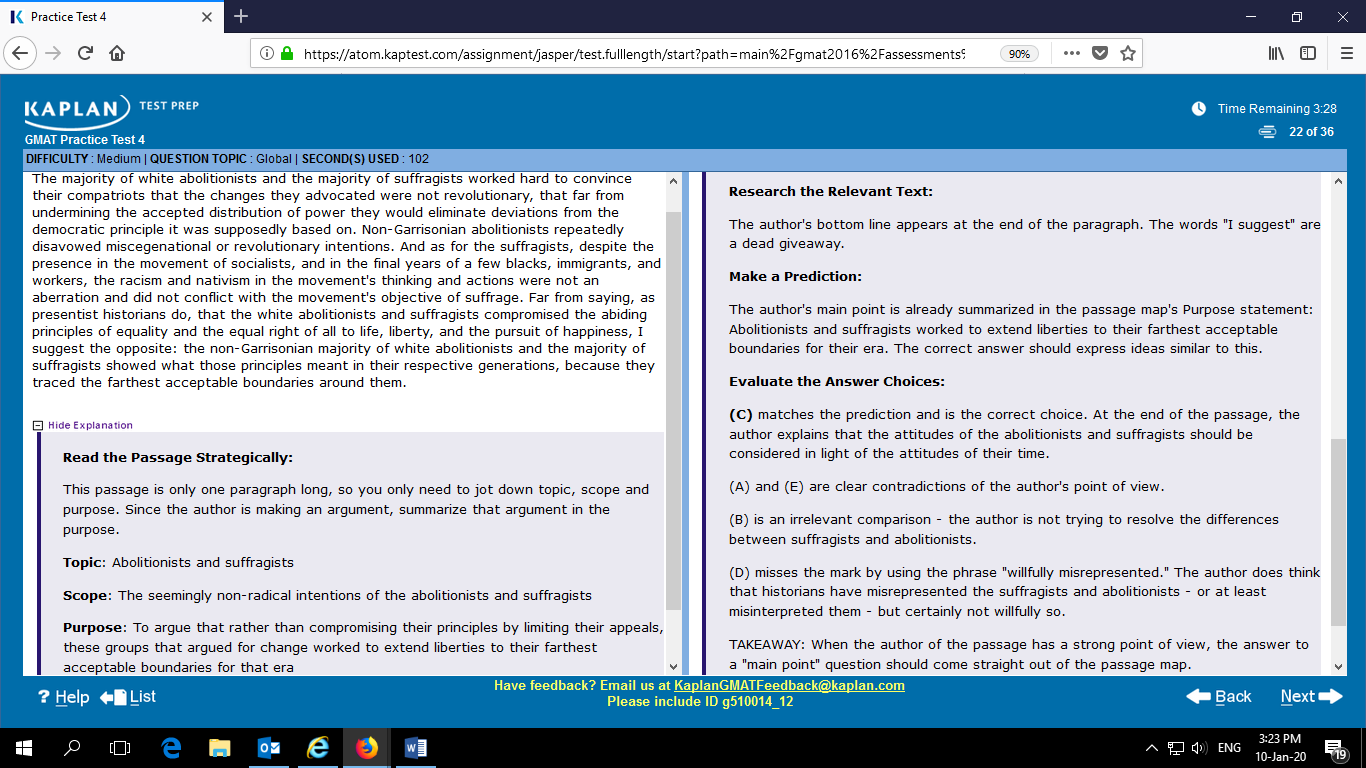 Practice Test 4
https://atom.kaptest.com/assignment/jasper/test.fulllength/start?path=main%2Fgmat2016%2Fassessments%
90%
KAPLAN TEST PREP
GMAT Practice Test 4
Time Remaining 3:28
22 of 36
DIFFICULTY : Medium | QUESTION TOPIC : Global | SECOND(S) USED : 102
The majority of white abolitionists and the majority of suffragists worked hard to convince
their compatriots that the changes they advocated were not revolutionary, that far from
undermining the accepted distribution of power they would eliminate deviations from the
democratic principle it was supposedly based on. Non-Garrisonian abolitionists repeatedly
disavowed miscegenational or revolutionary intentions. And as for the suffragists, despite the
presence in the movement of socialists, and in the final years of a few blacks, immigrants, and
workers, the racism and nativism in the movement's thinking and actions were not an
aberration and did not conflict with the movement's objective of suffrage. Far from saying, as
presentist historians do, that the white abolitionists and suffragists compromised the abiding
principles of equality and the equal right of all to life, liberty, and the pursuit of happiness, I
suggest the opposite: the non-Garrisonian majority of white abolitionists and the majority of
suffragists showed what those principles meant in their respective generations, because they
traced the farthest acceptable boundaries around them.
Hide Explanation
Read the Passage Strategically:
This passage is only one paragraph long, so you only need to jot down topic, scope and
purpose. Since the author is making an argument, summarize that argument in the
purpose.
Topic: Abolitionists and suffragists
Scope: The seemingly non-radical intentions of the abolitionists and suffragists
Purpose: To argue that rather than compromising their principles by limiting their appeals,
these groups that argued for change worked to extend liberties to their farthest
acceptable boundaries for that era
Research the Relevant Text:
The author's bottom line appears at the end of the paragraph. The words "I suggest" are
a dead giveaway.
Make a Prediction:
The author's main point is already summarized in the passage map's Purpose statement:
Abolitionists and suffragists worked to extend liberties to their farthest acceptable
boundaries for their era. The correct answer should express ideas similar to this.
Evaluate the Answer Choices:
(C) matches the prediction and is the correct choice. At the end of the passage, the
author explains that the attitudes of the abolitionists and suffragists should be
considered in light of the attitudes of their time.
(A) and (E) are clear contradictions of the author's point of view.
(B) is an irrelevant comparison - the author is not trying to resolve the differences
between suffragists and abolitionists.
(D) misses the mark by using the phrase "willfully misrepresented." The author does think
that historians have misrepresented the suffragists and abolitionists - or at least
misinterpreted them - but certainly not willfully so.
TAKEAWAY: When the author of the passage has a strong point of view, the answer to
a "main point" question should come straight out of the passage map.
? Help
List
Have feedback? Email us at KaplanGMATFeedback@kaplan.com
Please include ID g510014_12
Back
Next
ENG
3:23 PM
10-Jan-20
19